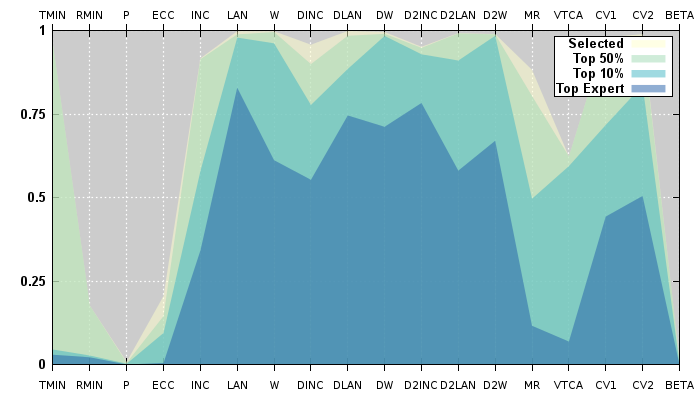 TMIN RMIN P ECC INC LAN W DINC DLAN DW D2INC D2LAN D2W MR VTCA CV1 CV2 BETA
1
Selected
Top 50%
Top 10%
Top Expert
0.75
0.5
0.25
0
TMIN RMIN P ECC INC LAN W DINC DLAN DW D2INC D2LAN D2W MR VTCA CV1 CV2 BETA